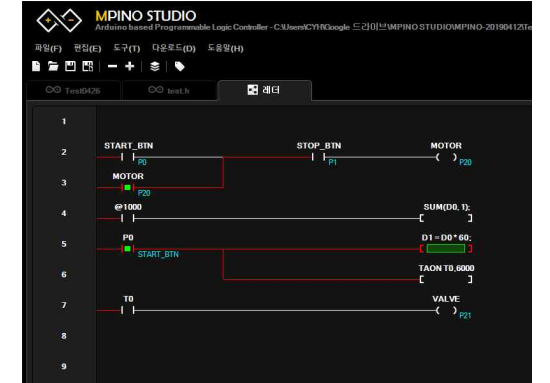 MPINO STUDIO
Arduino based Programmable Logic Controller - C:\Users\CYH\Google 드라이브\MPINO STUDIO\MPINO-20190412\Te
파일(F) 편집(E) 도구(T) 다운로드(D) 도움말(H)
Test0426 test.h 래더
1
2 START_BTN P0 STOP_BTN P1 MOTOR P20
3 MOTOR P20
4 @1000 SUM(D0, 1);
5 P0 START_BTN D1 = D0 * 60;
6 TAON T0,6000
7 T0 VALVE P21
8
9